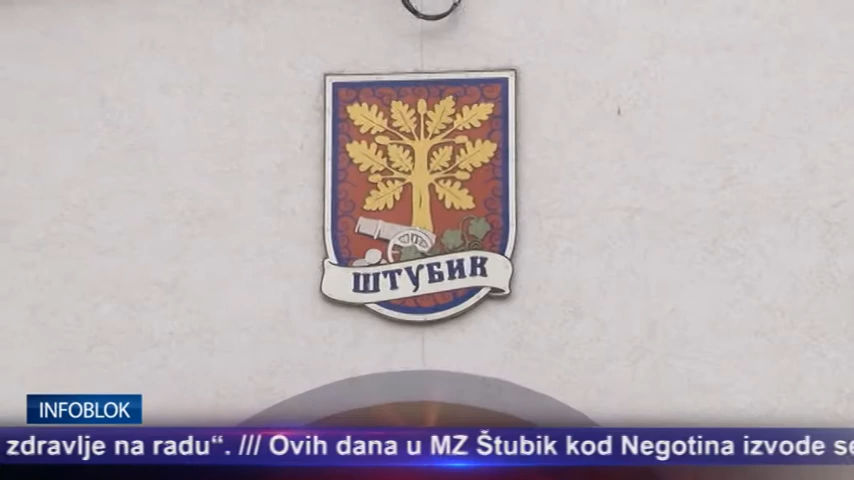 ШТУБИК
INFOBLOK
zdravlje na radu“. /// Ovih dana u MZ Štubik kod Negotina izvode se